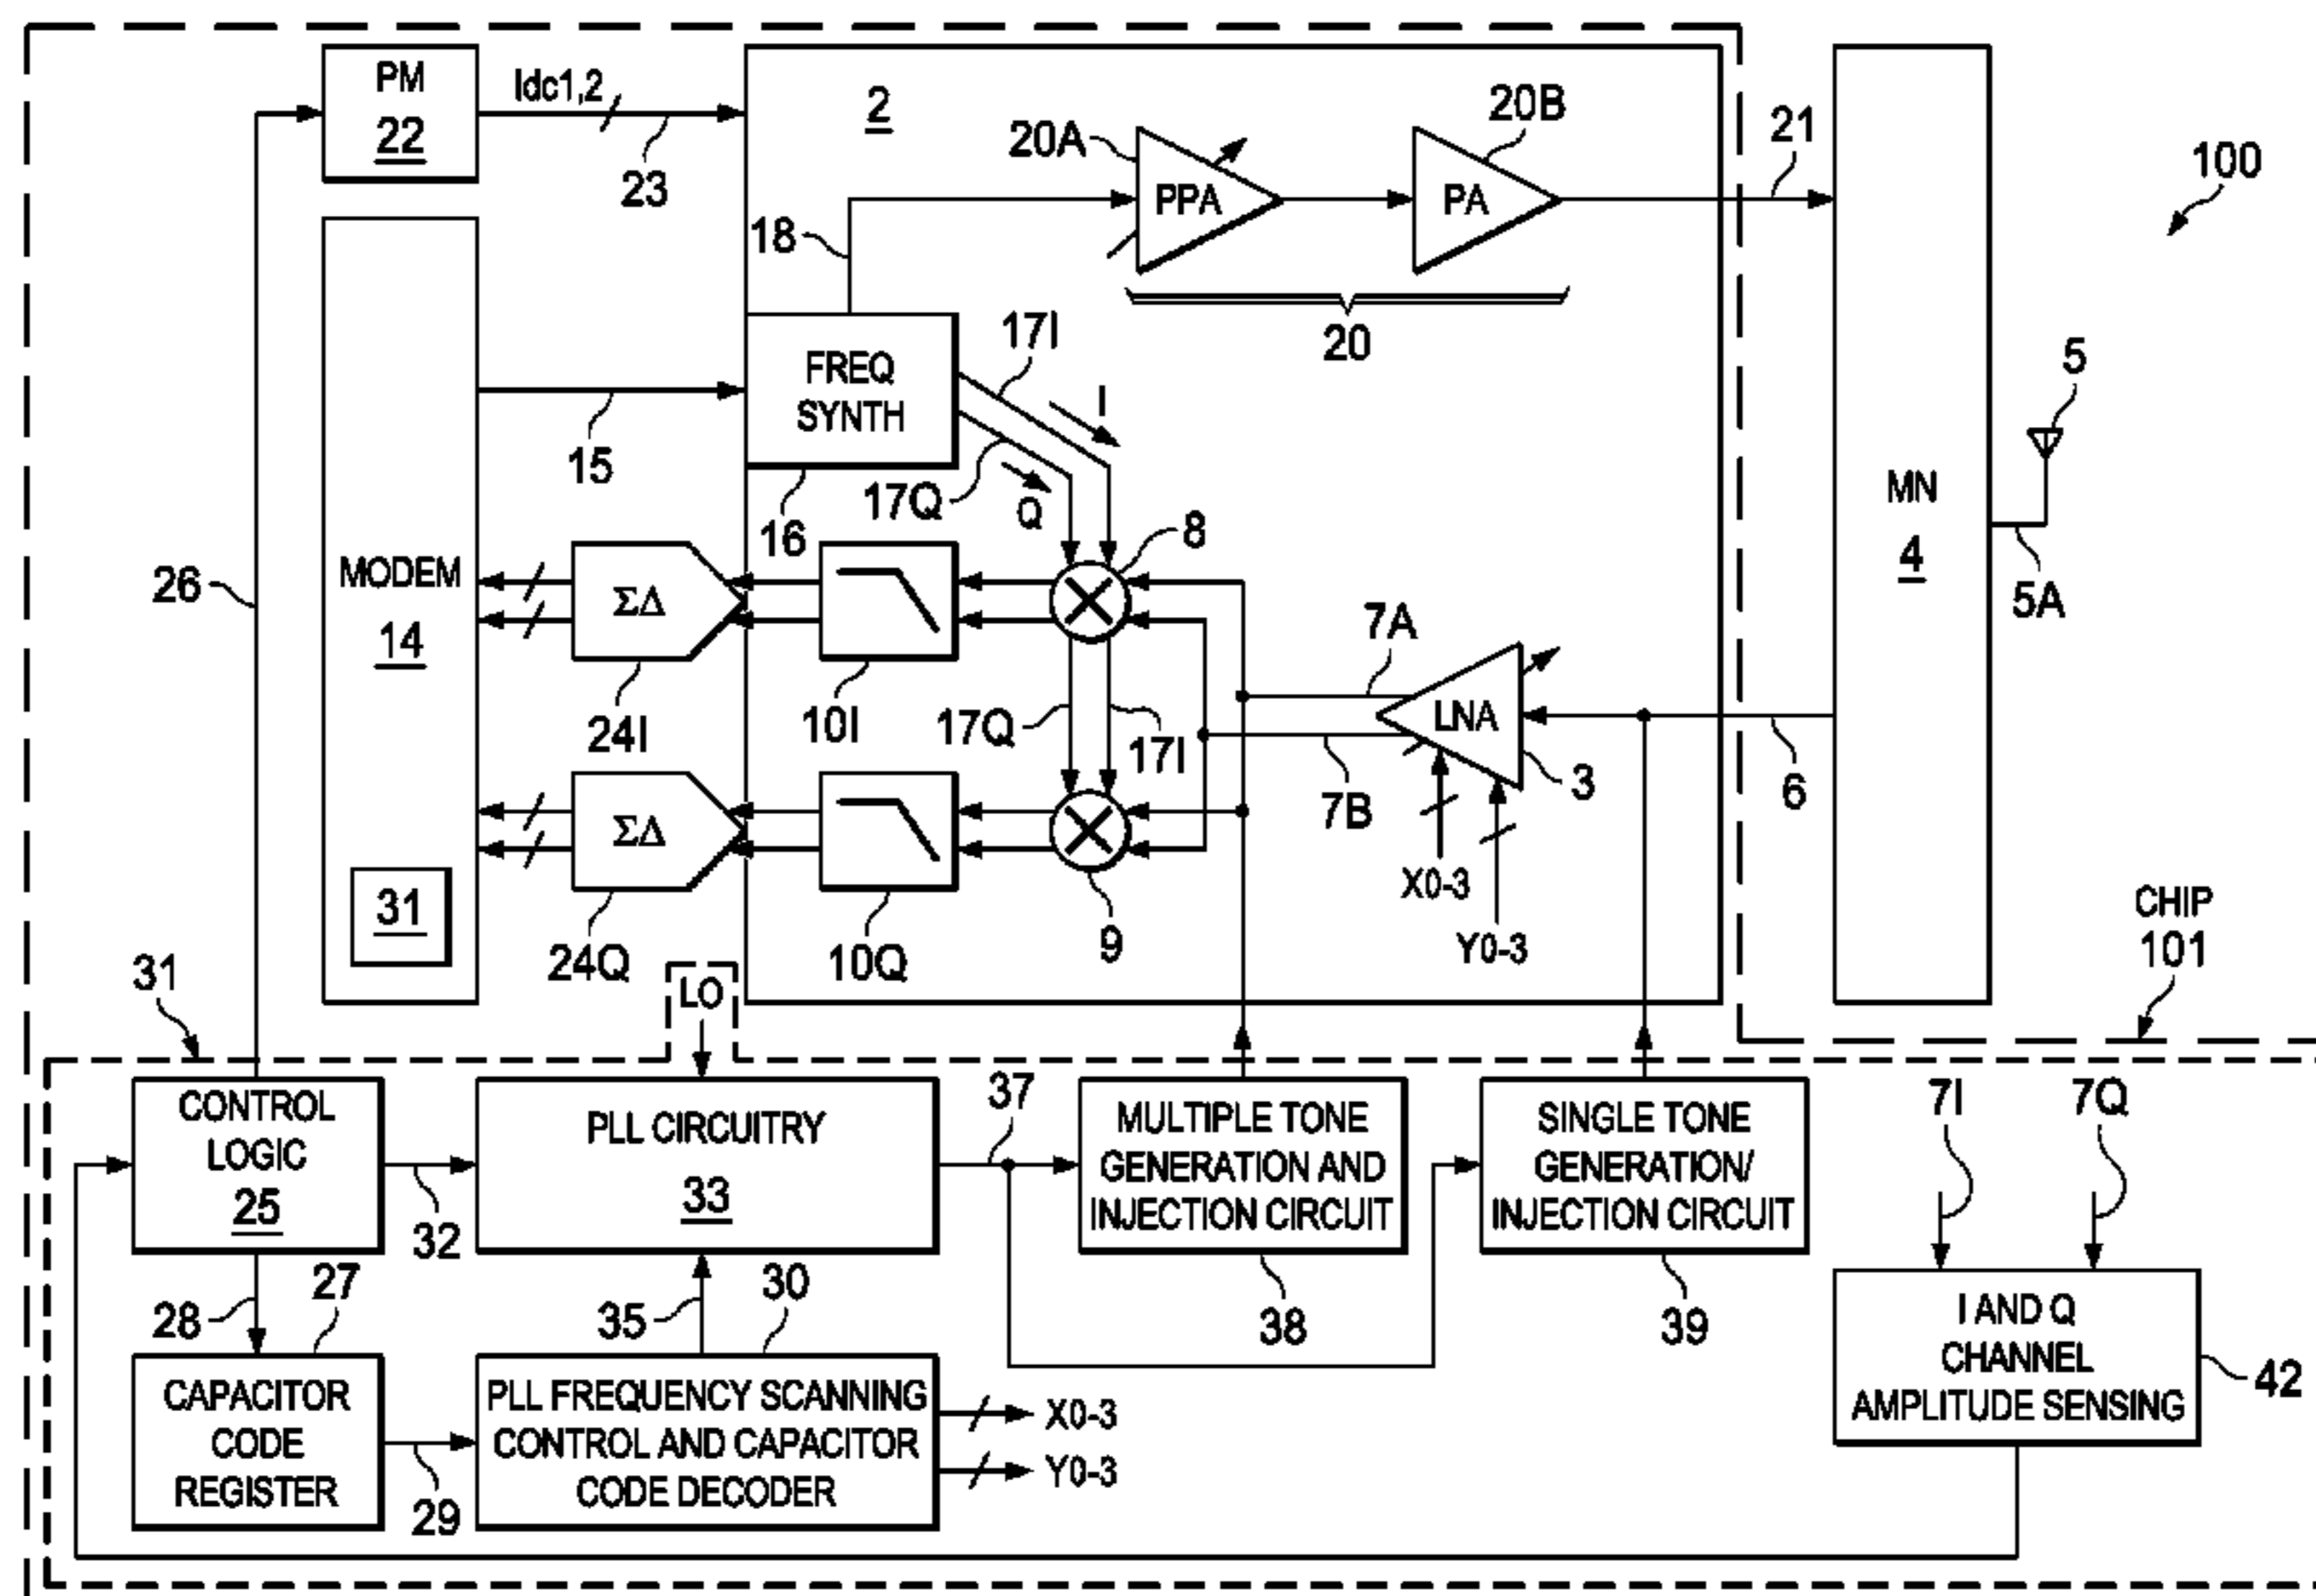 PM
22
Idc1,2
23
2
20A
PPA
20B
PA
21
100
18
20
FREQ
SYNTH
17I
I
15
16
17Q
Q
8
5
MN
4
5A
26
MODEM
14
ΣΔ
24I
10I
17Q
17I
7A
7B
LNA
3
6
X0-3
Y0-3
ΣΔ
24Q
10Q
9
31
31
LO
CHIP
101
CONTROL
LOGIC
25
32
PLL CIRCUITRY
33
37
MULTIPLE TONE
GENERATION AND
INJECTION CIRCUIT
38
SINGLE TONE
GENERATION/
INJECTION CIRCUIT
39
7I
7Q
28
27
35
30
I AND Q
CHANNEL
AMPLITUDE SENSING
42
CAPACITOR
CODE
REGISTER
29
PLL FREQUENCY SCANNING
CONTROL AND CAPACITOR
CODE DECODER
X0-3
Y0-3